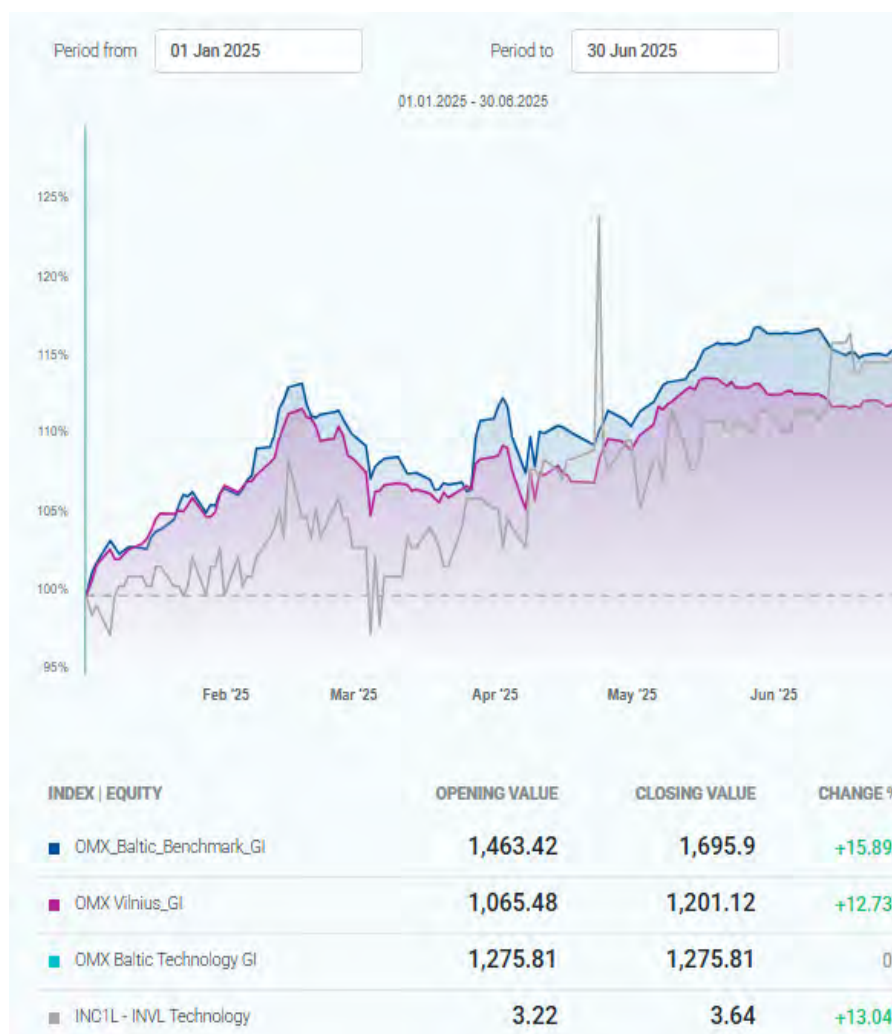 Period from 01 Jan 2025 Period to 30 Jun 2025
01.01.2025 - 30.06.2025
125%
120%
115%
110%
105%
100%
95%
Feb '25 Mar '25 Apr '25 May '25 Jun '25
INDEX | EQUITY OPENING VALUE CLOSING VALUE CHANGE %
OMX_Baltic_Benchmark_GI 1,463.42 1,695.9 +15.89
OMX Vilnius_GI 1,065.48 1,201.12 +12.73
OMX Baltic Technology GI 1,275.81 1,275.81 0
INC1L - INVL Technology 3.22 3.64 +13.04